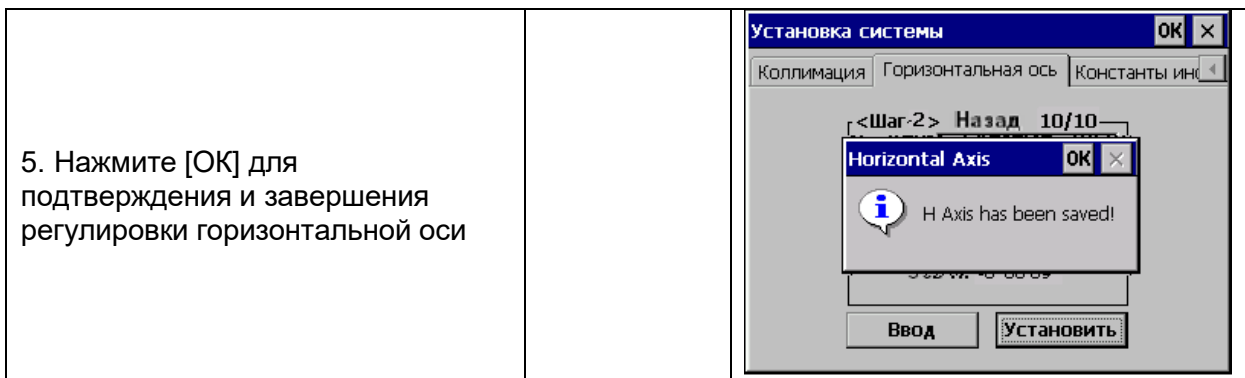 5. Нажмите [ОК] для
подтверждения и завершения
регулировки горизонтальной оси
Установка системы OK ×
Коллимация Горизонтальная ось Константы инс
<Шаг-2> Назад 10/10
Horizontal Axis OK ×
H Axis has been saved!
Ввод Установить